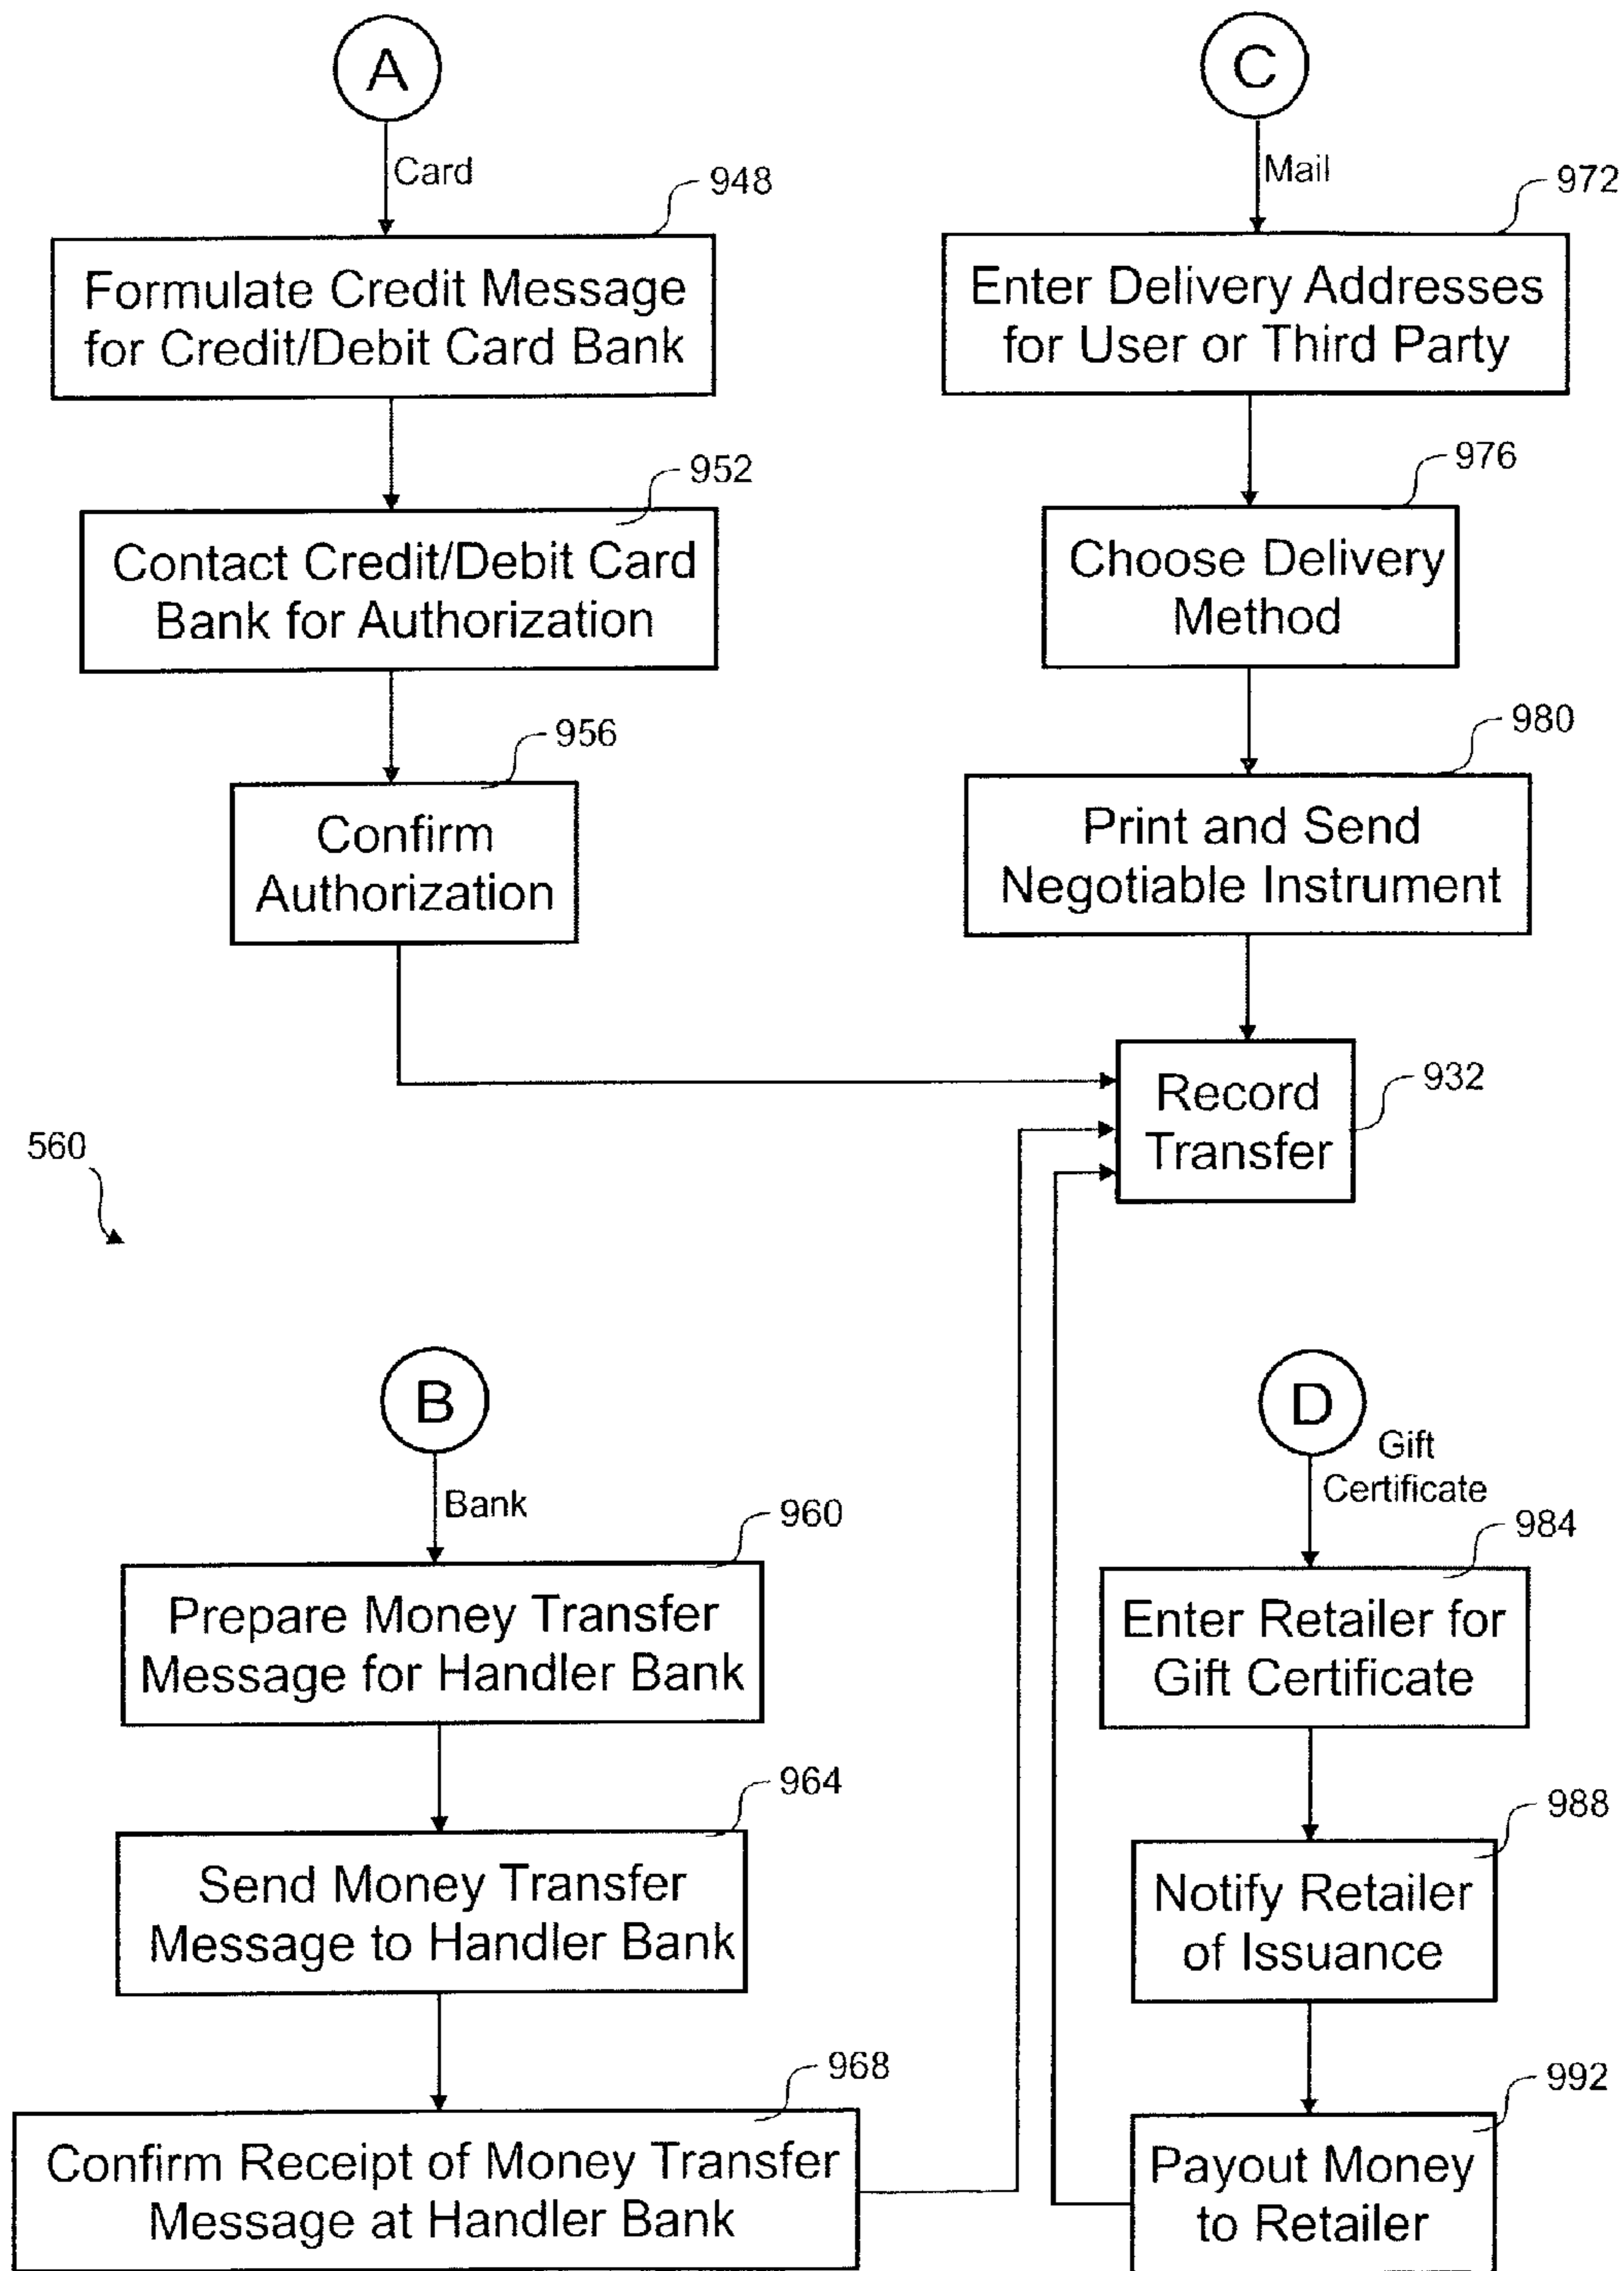 A
Card
948
Formulate Credit Message
for Credit/Debit Card Bank
952
Contact Credit/Debit Card
Bank for Authorization
956
Confirm
Authorization
C
Mail
972
Enter Delivery Addresses
for User or Third Party
976
Choose Delivery
Method
980
Print and Send
Negotiable Instrument
Record
Transfer
932
560
B
Bank
960
Prepare Money Transfer
Message for Handler Bank
964
Send Money Transfer
Message to Handler Bank
968
Confirm Receipt of Money Transfer
Message at Handler Bank
D
Gift
Certificate
984
Enter Retailer for
Gift Certificate
988
Notify Retailer
of Issuance
992
Payout Money
to Retailer